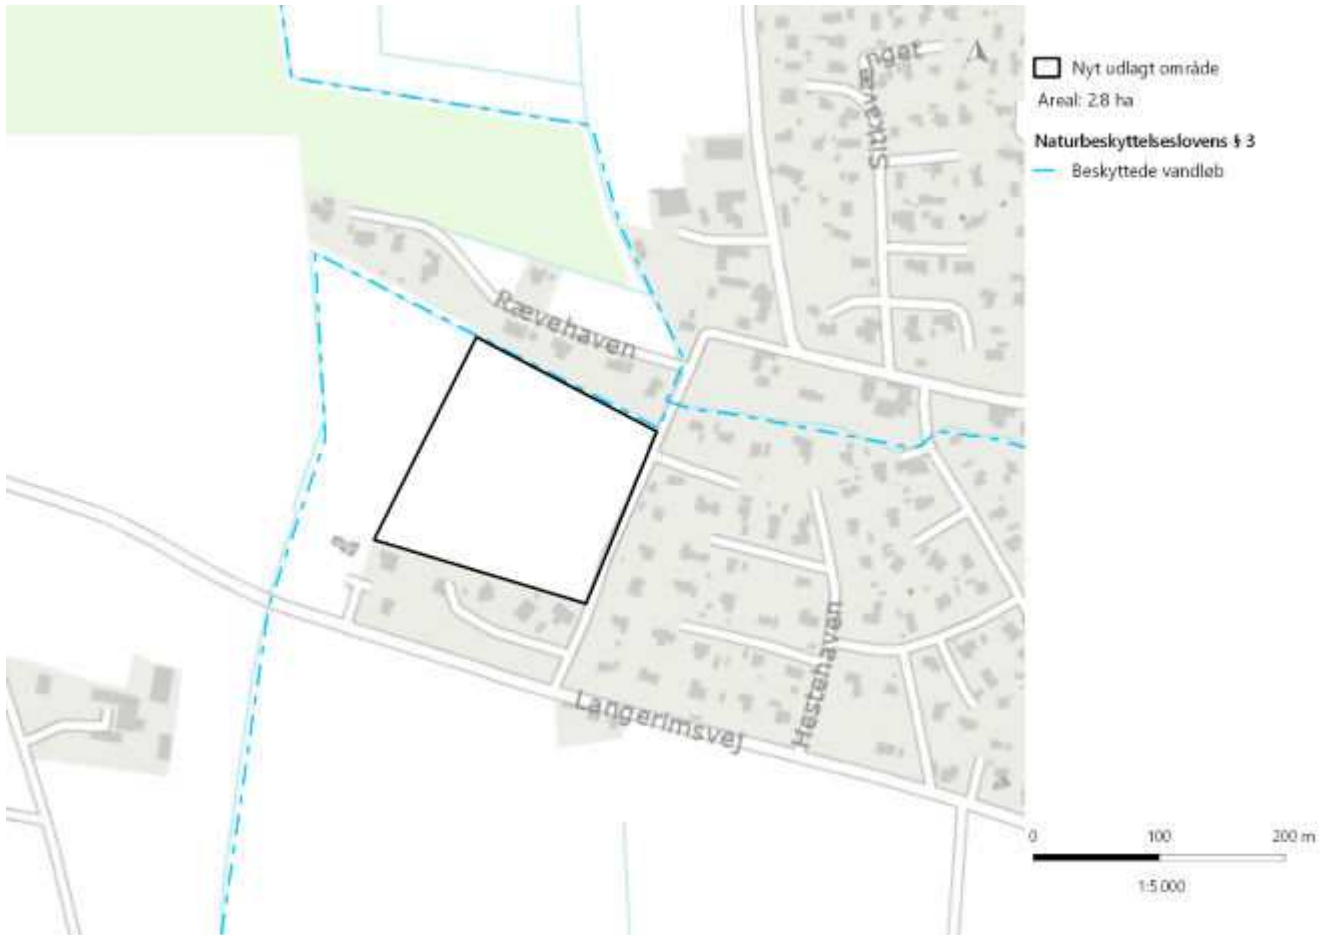 Sitkavænget
Rævehaven
Hestehaven
Langerimsvej
Nyt udlagt område
Areal: 2.8 ha
Naturbeskyttelseslovens § 3
Beskyttede vandløb
0 100 200 m
1:5.000